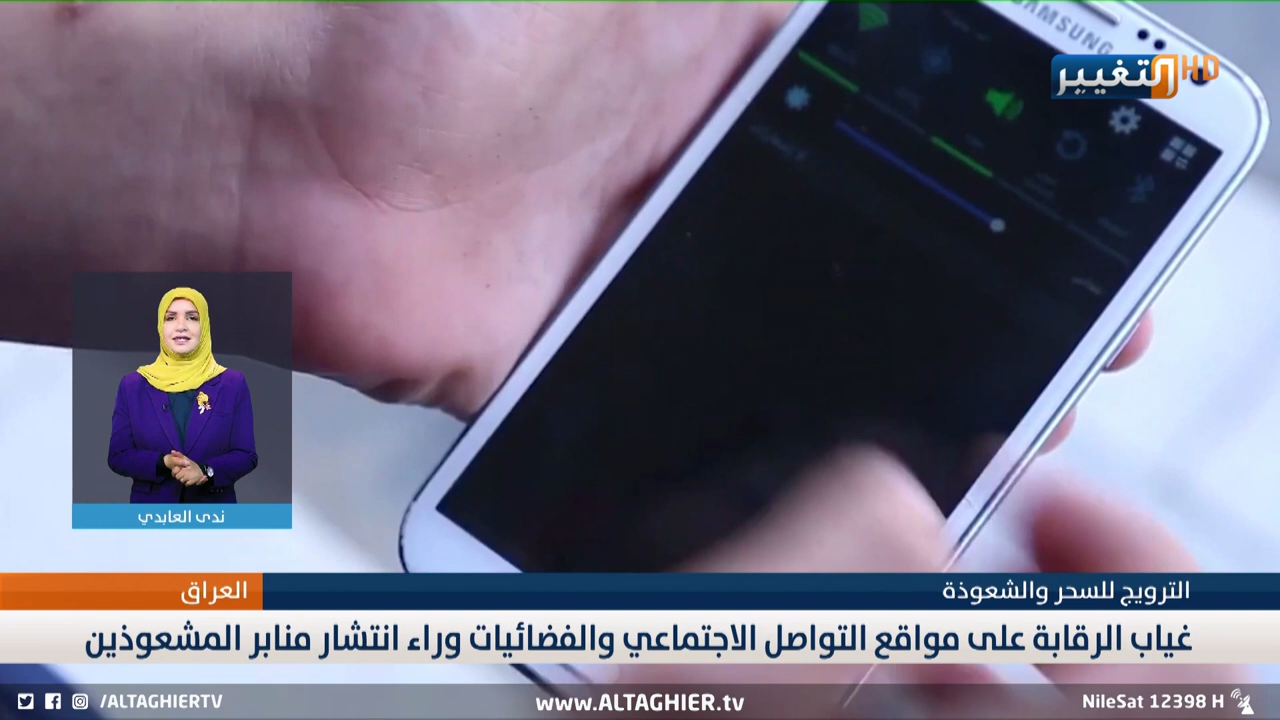 SAMSUNG
التغيير HD
ندى العابدي
العراق
الترويج للسحر والشعوذة
غياب الرقابة على مواقع التواصل الاجتماعي والفضائيات وراء انتشار منابر المشعوذين
/ALTAGHIERTV
www.ALTAGHIER.tv
NileSat 12398 H